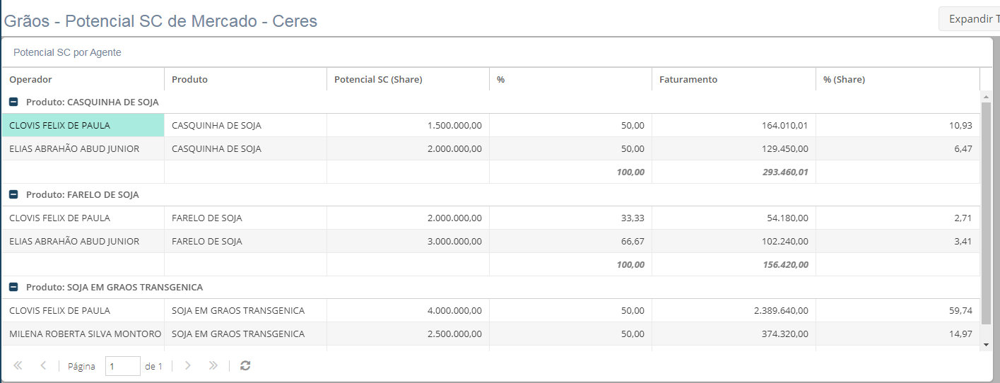 Grãos - Potencial SC de Mercado - Ceres
Expandir T
Potencial SC por Agente
Operador Produto Potencial SC (Share) % Faturamento % (Share)
Produto: CASQUINHA DE SOJA
CLOVIS FELIX DE PAULA CASQUINHA DE SOJA 1.500.000,00 50,00 164.010,01 10,93
ELIAS ABRAHÃO ABUD JUNIOR CASQUINHA DE SOJA 2.000.000,00 50,00 129.450,00 6,47
100,00 293.460,01
Produto: FARELO DE SOJA
CLOVIS FELIX DE PAULA FARELO DE SOJA 2.000.000,00 33,33 54.180,00 2,71
ELIAS ABRAHÃO ABUD JUNIOR FARELO DE SOJA 3.000.000,00 66,67 102.240,00 3,41
100,00 156.420,00
Produto: SOJA EM GRAOS TRANSGENICA
CLOVIS FELIX DE PAULA SOJA EM GRAOS TRANSGENICA 4.000.000,00 50,00 2.389.640,00 59,74
MILENA ROBERTA SILVA MONTORO SOJA EM GRAOS TRANSGENICA 2.500.000,00 50,00 374.320,00 14,97
Página 1 de 1